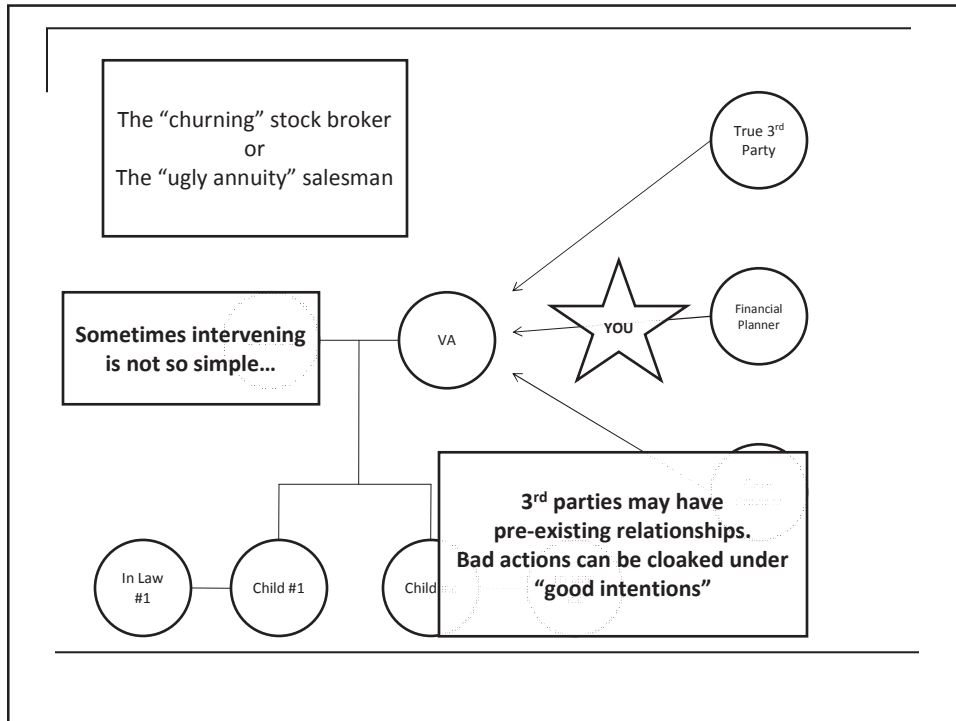 The “churning” stock broker
or
The “ugly annuity” salesman
True 3rd
Party
Sometimes intervening
is not so simple…
VA
YOU
Financial
Planner
3rd parties may have
pre-existing relationships.
Bad actions can be cloaked under
“good intentions”
In Law
#1
Child #1
Child